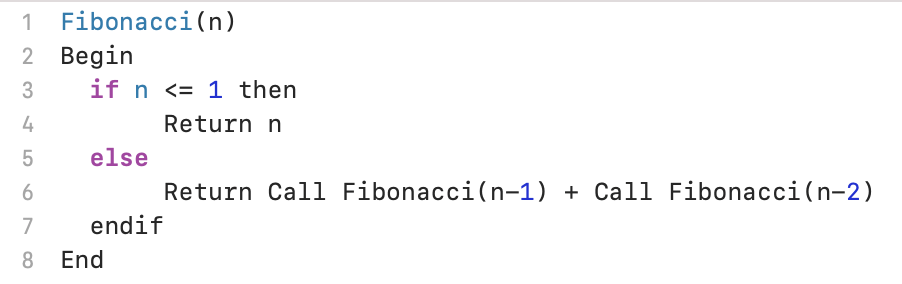 1 Fibonacci(n)
2 Begin
3 if n <= 1 then
4 Return n
5 else
6 Return Call Fibonacci(n-1) + Call Fibonacci(n-2)
7 endif
8 End